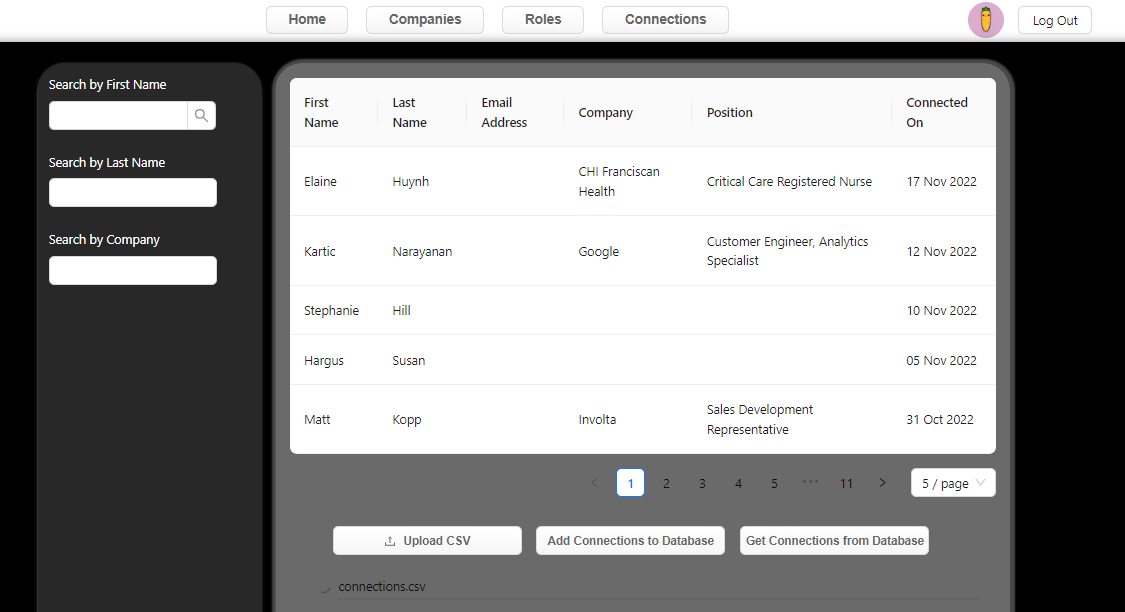 Home Companies Roles Connections Log Out
Search by First Name
Search by Last Name
Search by Company
First Name Last Name Email Address Company Position Connected On
Elaine Huynh CHI Franciscan Health Critical Care Registered Nurse 17 Nov 2022
Kartic Narayanan Google Customer Engineer, Analytics Specialist 12 Nov 2022
Stephanie Hill 10 Nov 2022
Hargus Susan 05 Nov 2022
Matt Kopp Involta Sales Development Representative 31 Oct 2022
< 1 2 3 4 5 ••• 11 > 5 / page
Upload CSV Add Connections to Database Get Connections from Database
connections.csv